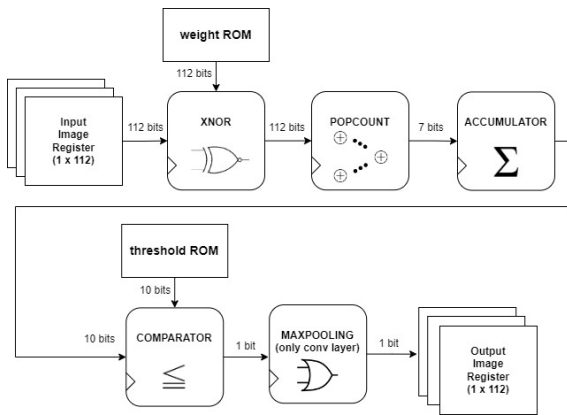 weight ROM
112 bits
Input
Image
Register
(1 x 112)
112 bits
XNOR
112 bits
POPCOUNT
7 bits
ACCUMULATOR
Σ
threshold ROM
10 bits
10 bits
COMPARATOR
≦
1 bit
MAXPOOLING
(only conv layer)
1 bit
Output
Image
Register
(1 x 112)